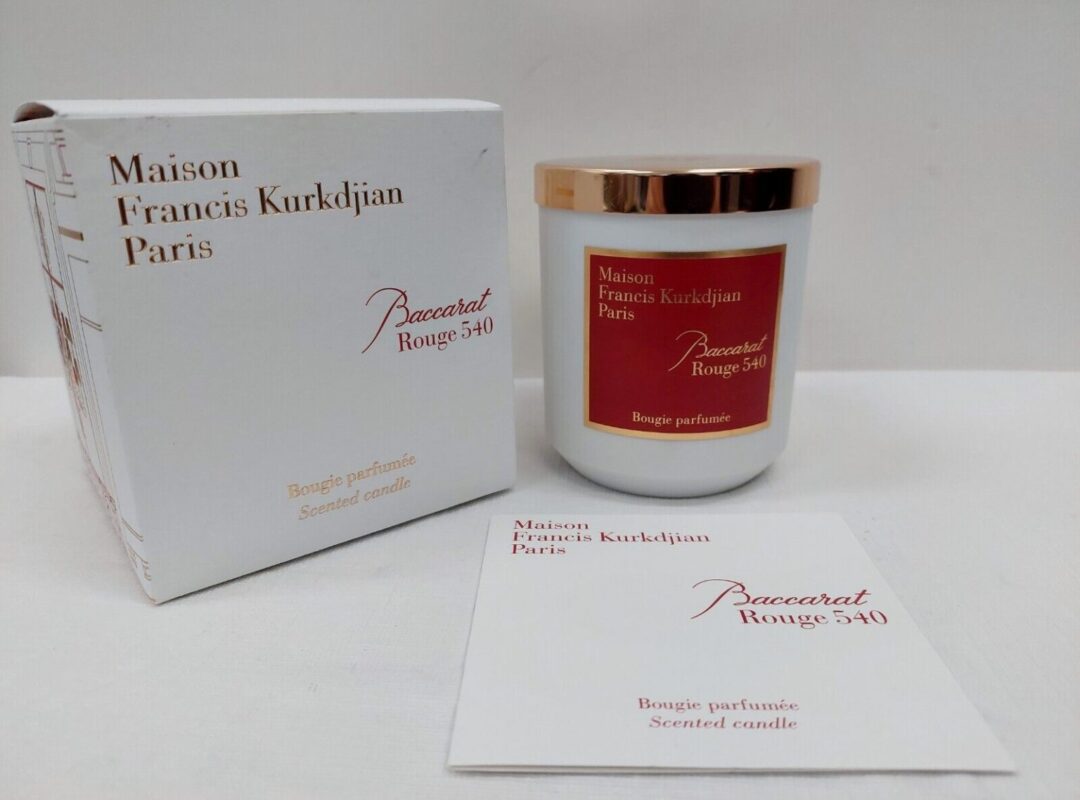 Maison
Francis Kurkdjian
Paris
Baccarat
Rouge 540
Bougie parfumée
Scented candle
Maison
Francis Kurkdjian
Paris
Baccarat
Rouge 540
Bougie parfumée
Maison
Francis Kurkdjian
Paris
Baccarat
Rouge 540
Bougie parfumée
Scented candle